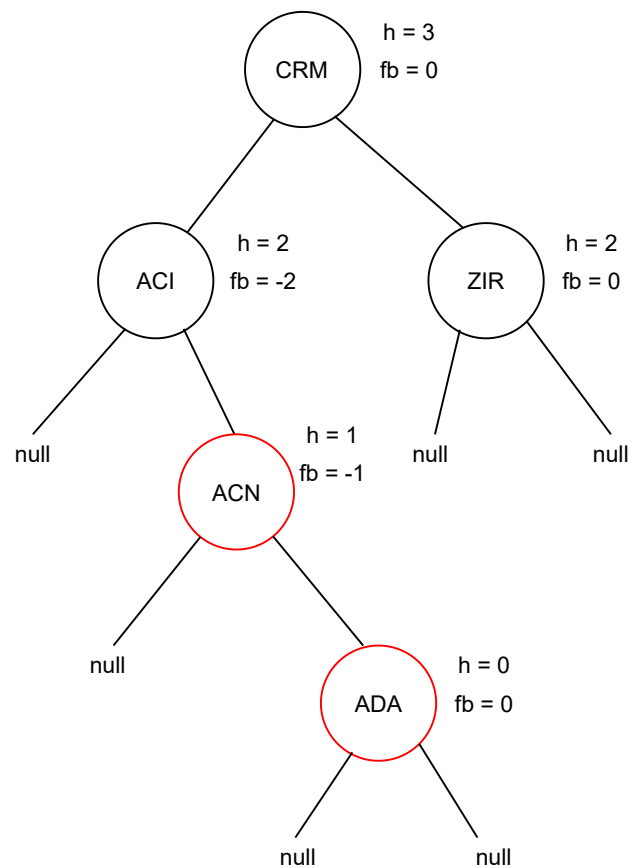 h = 3
CRM
fb = 0
h = 2
ACI
fb = -2
h = 2
ZIR
fb = 0
null
null
null
h = 1
ACN
fb = -1
null
h = 0
ADA
fb = 0
null
null